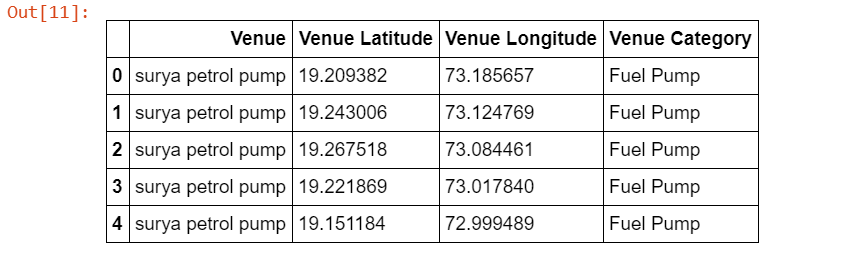 Out[11]:
Venue Venue Latitude Venue Longitude Venue Category
0 surya petrol pump 19.209382 73.185657 Fuel Pump
1 surya petrol pump 19.243006 73.124769 Fuel Pump
2 surya petrol pump 19.267518 73.084461 Fuel Pump
3 surya petrol pump 19.221869 73.017840 Fuel Pump
4 surya petrol pump 19.151184 72.999489 Fuel Pump